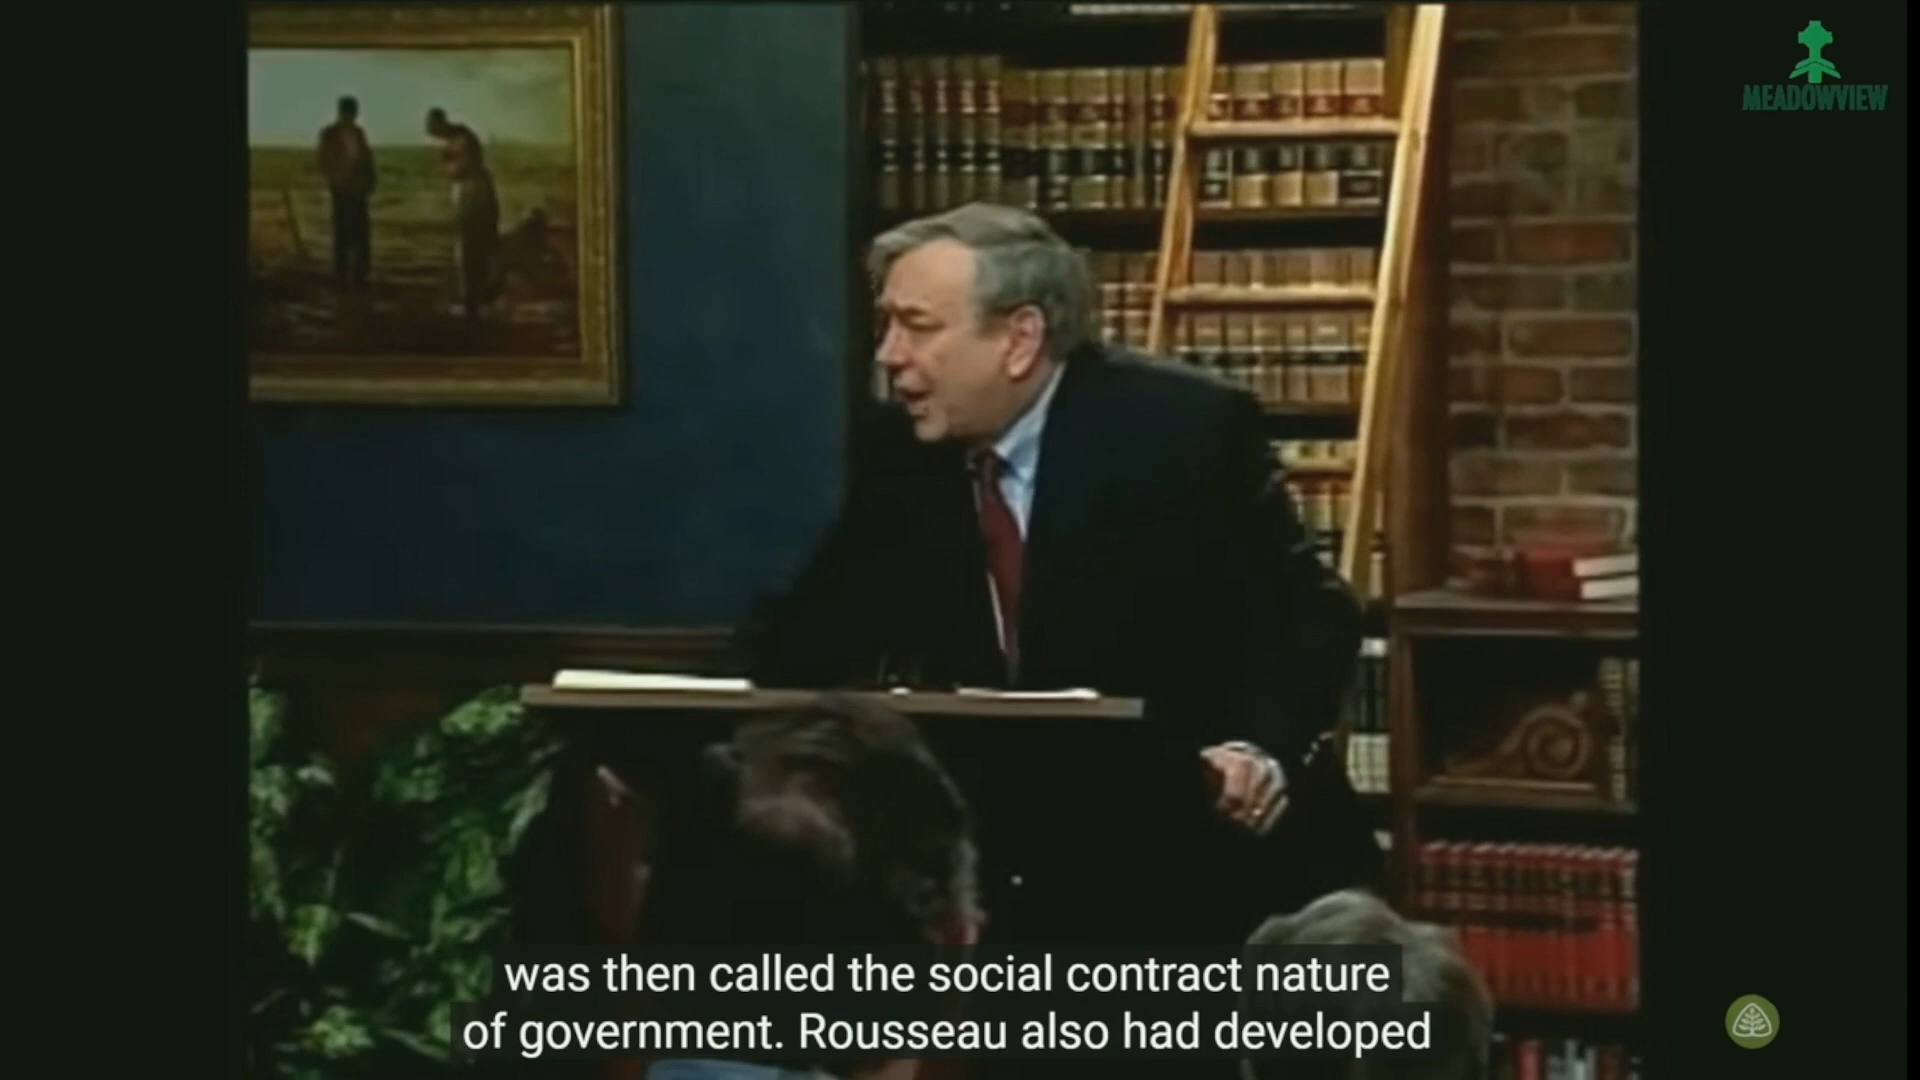 MEADOWVIEW
was then called the social contract nature
of government. Rousseau also had developed